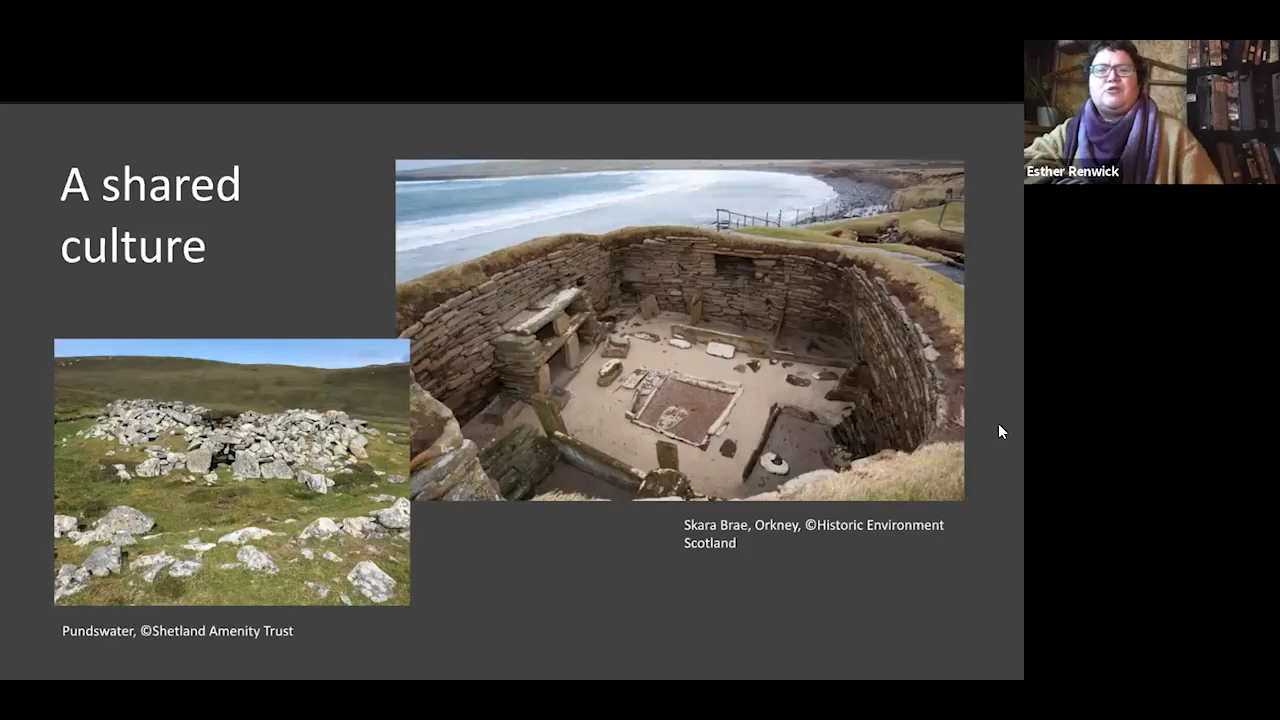 A shared
culture
Skara Brae, Orkney, ©Historic Environment
Scotland
Pundswater, ©Shetland Amenity Trust
Esther Renwick